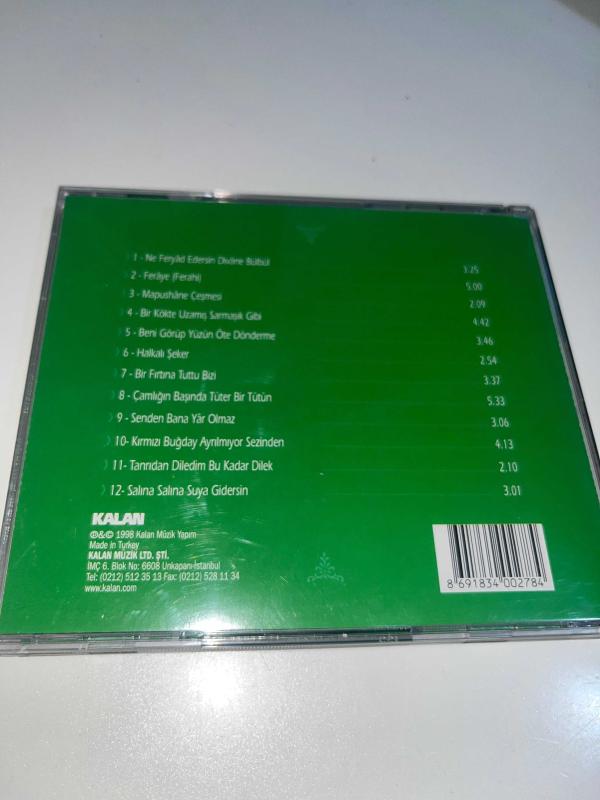 1 - Ne Feryâd Edersin Divâne Bülbül 3.25
2 - Ferâye (Ferahi) 5.00
3 - Mapushâne Çeşmesi 2.09
4 - Bir Kökte Uzamış Sarmaşık Gibi 4.42
5 - Beni Görüp Yüzün Öte Dönderme 3.46
6 - Halkalı Şeker 2.54
7 - Bir Fırtına Tuttu Bizi 3.37
8 - Çamlığın Başında Tüter Bir Tütün 5.33
9 - Senden Bana Yâr Olmaz 3.06
10- Kırmızı Buğday Ayrılmıyor Sezinden 4.13
11- Tanrıdan Diledim Bu Kadar Dilek 2.10
12- Salına Salına Suya Gidersin 3.01
KALAN
℗&© 1998 Kalan Müzik Yapım
Made in Turkey
KALAN MÜZİK LTD. ŞTİ.
İMÇ 6. Blok No: 6608 Unkapanı-İstanbul
Tel: (0212) 512 35 13 Fax: (0212) 528 11 34
www.kalan.com
8 691834 002784